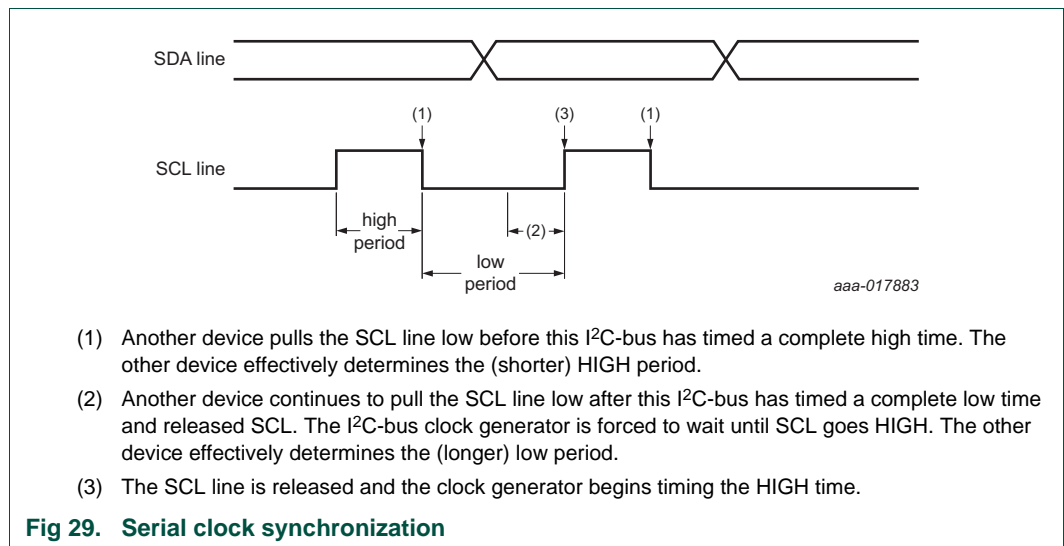 SDA line
(1)
(3)
(1)
SCL line
high
period
(2)
low
period
aaa-017883
(1) Another device pulls the SCL line low before this I²C-bus has timed a complete high time. The
other device effectively determines the (shorter) HIGH period.
(2) Another device continues to pull the SCL line low after this I²C-bus has timed a complete low time
and released SCL. The I²C-bus clock generator is forced to wait until SCL goes HIGH. The other
device effectively determines the (longer) low period.
(3) The SCL line is released and the clock generator begins timing the HIGH time.
Fig 29. Serial clock synchronization